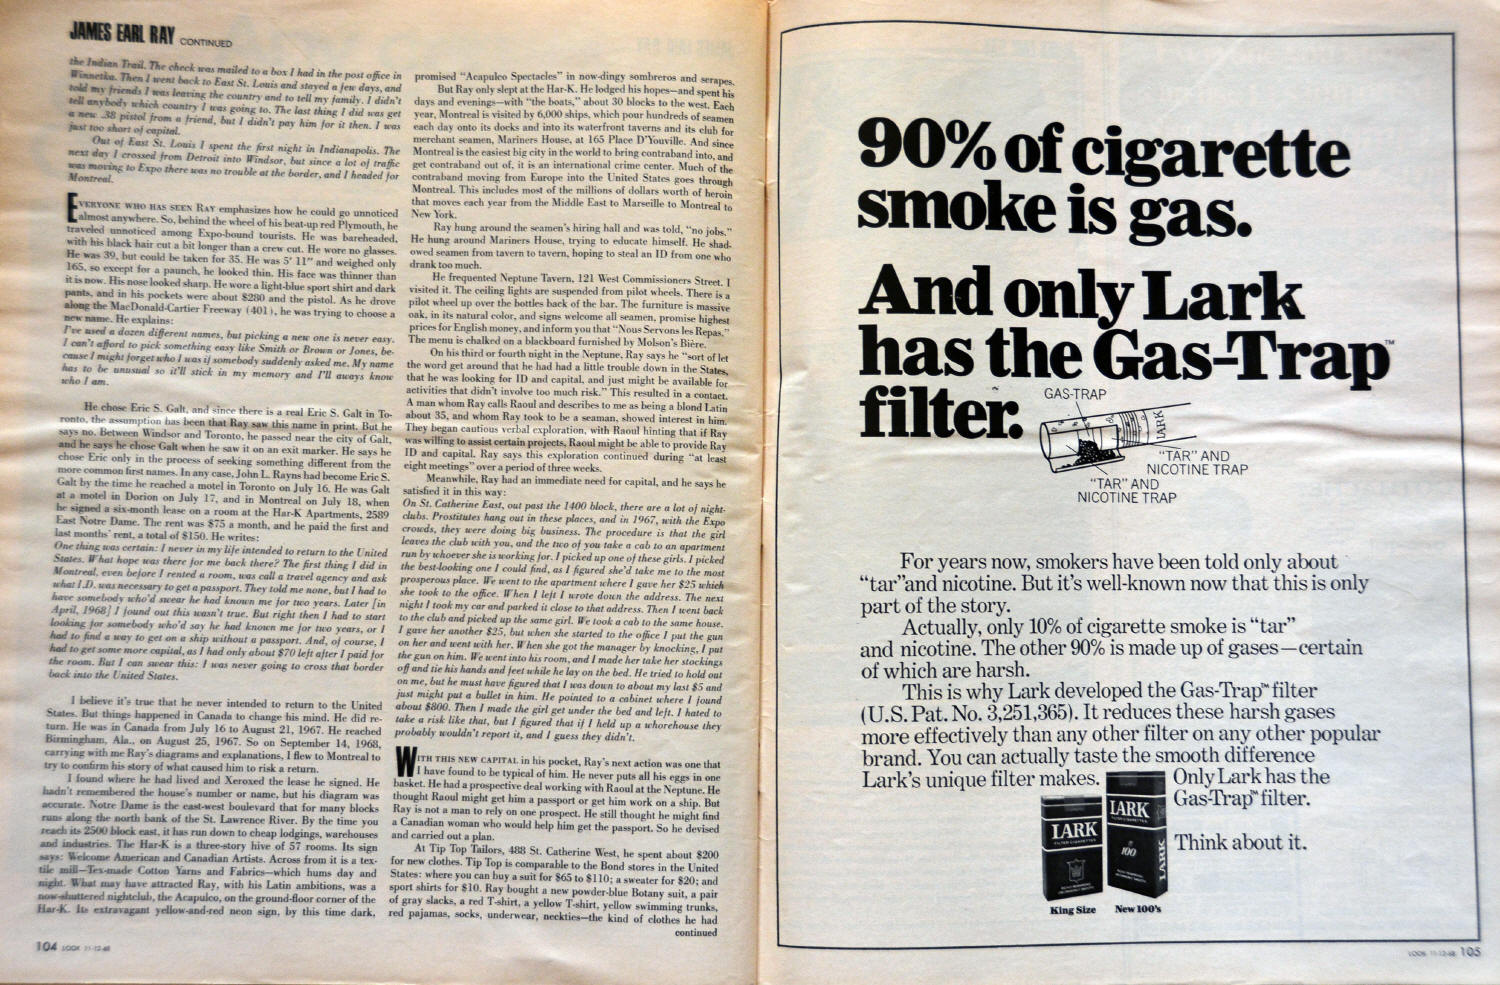 JAMES EARL RAY CONTINUED
the Indian Trail. The check was mailed to a box I had in the post office in
Winnetka. Then I went back to East St. Louis and stayed a few days, and
told my friends I was leaving the country and to tell my family. I didn't
tell anybody which country I was going to. The last thing I did was get
a new .38 pistol from a friend, but I didn't pay him for it then. I was
just too short of capital.
Out of East St. Louis I spent the first night in Indianapolis. The
next day I crossed from Detroit into Windsor, but since a lot of traffic
was moving to Expo there was no trouble at the border, and I headed for
Montreal.
EVERYONE WHO HAS SEEN RAY emphasizes how he could go unnoticed
almost anywhere. So, behind the wheel of his beat-up red Plymouth, he
traveled unnoticed among Expo-bound tourists. He was bareheaded,
with his black hair cut a bit longer than a crew cut. He wore no glasses.
He was 39, but could be taken for 35. He was 5' 11" and weighed only
165, so except for a paunch, he looked thin. His face was thinner than
it is now. His nose looked sharp. He wore a light-blue sport shirt and dark
pants, and in his pockets were about $280 and the pistol. As he drove
along the MacDonald-Cartier Freeway (401), he was trying to choose a
new name. He explains:
I've used a dozen different names, but picking a new one is never easy.
I can't afford to pick something easy like Smith or Brown or Jones, be-
cause I might forget who I was if somebody suddenly asked me. My name
has to be unusual so it'll stick in my memory and I'll aways know
who I am.
He chose Eric S. Galt, and since there is a real Eric S. Galt in To-
ronto, the assumption has been that Ray saw this name in print. But he
says no. Between Windsor and Toronto, he passed near the city of Galt,
and he says he chose Galt when he saw it on an exit marker. He says he
chose Eric only in the process of seeking something different from the
more common first names. In any case, John L. Rayns had become Eric S.
Galt by the time he reached a motel in Toronto on July 16. He was Galt
at a motel in Dorion on July 17, and in Montreal on July 18, when
he signed a six-month lease on a room at the Har-K Apartments, 2589
East Notre Dame. The rent was $75 a month, and he paid the first and
last months' rent, a total of $150. He writes:
One thing was certain: I never in my life intended to return to the United
States. What hope was there for me back there? The first thing I did in
Montreal, even before I rented a room, was call a travel agency and ask
what I.D. was necessary to get a passport. They told me none, but I had to
have somebody who'd swear he had known me for two years. Later [in
April, 1968] I found out this wasn't true. But right then I had to start
looking for somebody who'd say he had known me for two years, or I
had to find a way to get on a ship without a passport. And, of course, I
had to get some more capital, as I had only about $70 left after I paid for
the room. But I can swear this: I was never going to cross that border
back into the United States.
I believe it's true that he never intended to return to the United
States. But things happened in Canada to change his mind. He did re-
turn. He was in Canada from July 16 to August 21, 1967. He reached
Birmingham, Ala., on August 25, 1967. So on September 14, 1968,
carrying with me Ray's diagrams and explanations, I flew to Montreal to
try to confirm his story of what caused him to risk a return.
I found where he had lived and Xeroxed the lease he signed. He
hadn't remembered the house's number or name, but his diagram was
accurate. Notre Dame is the east-west boulevard that for many blocks
runs along the north bank of the St. Lawrence River. By the time you
reach its 2500 block east, it has run down to cheap lodgings, warehouses
and industries. The Har-K is a three-story hive of 57 rooms. Its sign
says: Welcome American and Canadian Artists. Across from it is a tex-
tile mill—Tex-made Cotton Yarns and Fabrics—which hums day and
night. What may have attracted Ray, with his Latin ambitions, was a
now-shuttered nightclub, the Acapulco, on the ground-floor corner of the
Har-K. Its extravagant yellow-and-red neon sign, by this time dark,
promised "Acapulco Spectacles" in now-dingy sombreros and serapes.
But Ray only slept at the Har-K. He lodged his hopes—and spent his
days and evenings—with "the boats," about 30 blocks to the west. Each
year, Montreal is visited by 6,000 ships, which pour hundreds of seamen
each day onto its docks and into its waterfront taverns and its club for
merchant seamen, Mariners House, at 165 Place D'Youville. And since
Montreal is the easiest big city in the world to bring contraband into, and
get contraband out of, it is an international crime center. Much of the
contraband moving from Europe into the United States goes through
Montreal. This includes most of the millions of dollars worth of heroin
that moves each year from the Middle East to Marseille to Montreal to
New York.
Ray hung around the seamen's hiring hall and was told, "no jobs."
He hung around Mariners House, trying to educate himself. He shad-
owed seamen from tavern to tavern, hoping to steal an ID from one who
drank too much.
He frequented Neptune Tavern, 121 West Commissioners Street. I
visited it. The ceiling lights are suspended from pilot wheels. There is a
pilot wheel up over the bottles back of the bar. The furniture is massive
oak, in its natural color, and signs welcome all seamen, promise highest
prices for English money, and inform you that "Nous Servons les Repas."
The menu is chalked on a blackboard furnished by Molson's Bière.
On his third or fourth night in the Neptune, Ray says he "sort of let
the word get around that he had had a little trouble down in the States,
that he was looking for ID and capital, and just might be available for
activities that didn't involve too much risk." This resulted in a contact.
A man whom Ray calls Raoul and describes to me as being a blond Latin
about 35, and whom Ray took to be a seaman, showed interest in him.
They began cautious verbal exploration, with Raoul hinting that if Ray
was willing to assist certain projects, Raoul might be able to provide Ray
ID and capital. Ray says this exploration continued during "at least
eight meetings" over a period of three weeks.
Meanwhile, Ray had an immediate need for capital, and he says he
satisfied it in this way:
On St. Catherine East, out past the 1400 block, there are a lot of night-
clubs. Prostitutes hang out in these places, and in 1967, with the Expo
crowds, they were doing big business. The procedure is that the girl
leaves the club with you, and the two of you take a cab to an apartment
run by whoever she is working for. I picked up one of these girls. I picked
the best-looking one I could find, as I figured she'd take me to the most
prosperous place. We went to the apartment where I gave her $25 which
she took to the office. When I left I wrote down the address. The next
night I took my car and parked it close to that address. Then I went back
to the club and picked up the same girl. We took a cab to the same house.
I gave her another $25, but when she started to the office I put the gun
on her and went with her. When she got the manager by knocking, I put
the gun on him. We went into his room, and I made her take her stockings
off and tie his hands and feet while he lay on the bed. He tried to hold out
on me, but he must have figured that I was down to about my last $5 and
just might put a bullet in him. He pointed to a cabinet where I found
about $800. Then I made the girl get under the bed and left. I hated to
take a risk like that, but I figured that if I held up a whorehouse they
probably wouldn't report it, and I guess they didn't.
WITH THIS NEW CAPITAL in his pocket, Ray's next action was one that
I have found to be typical of him. He never puts all his eggs in one
basket. He had a prospective deal working with Raoul at the Neptune. He
thought Raoul might get him a passport or get him work on a ship. But
Ray is not a man to rely on one prospect. He still thought he might find
a Canadian woman who would help him get the passport. So he devised
and carried out a plan.
At Tip Top Tailors, 488 St. Catherine West, he spent about $200
for new clothes. Tip Top is comparable to the Bond stores in the United
States: where you can buy a suit for $65 to $110; a sweater for $20; and
sport shirts for $10. Ray bought a new powder-blue Botany suit, a pair
of gray slacks, a red T-shirt, a yellow T-shirt, yellow swimming trunks,
red pajamas, socks, underwear, neckties—the kind of clothes he had
continued
104 LOOK 11-12-68
90% of cigarette
smoke is gas.
And only Lark
has the Gas-Trap™
filter.
GAS-TRAP
LARK
"TAR" AND
NICOTINE TRAP
"TAR" AND
NICOTINE TRAP
For years now, smokers have been told only about
"tar"and nicotine. But it's well-known now that this is only
part of the story.
Actually, only 10% of cigarette smoke is "tar"
and nicotine. The other 90% is made up of gases—certain
of which are harsh.
This is why Lark developed the Gas-Trap™ filter
(U.S. Pat. No. 3,251,365). It reduces these harsh gases
more effectively than any other filter on any other popular
brand. You can actually taste the smooth difference
Lark's unique filter makes.
Only Lark has the
Gas-Trap™ filter.
Think about it.
LARK
FILTER CIGARETTES
LARK
FILTER CIGARETTES
100
LARK
King Size New 100's
LOOK 11-12-68 105